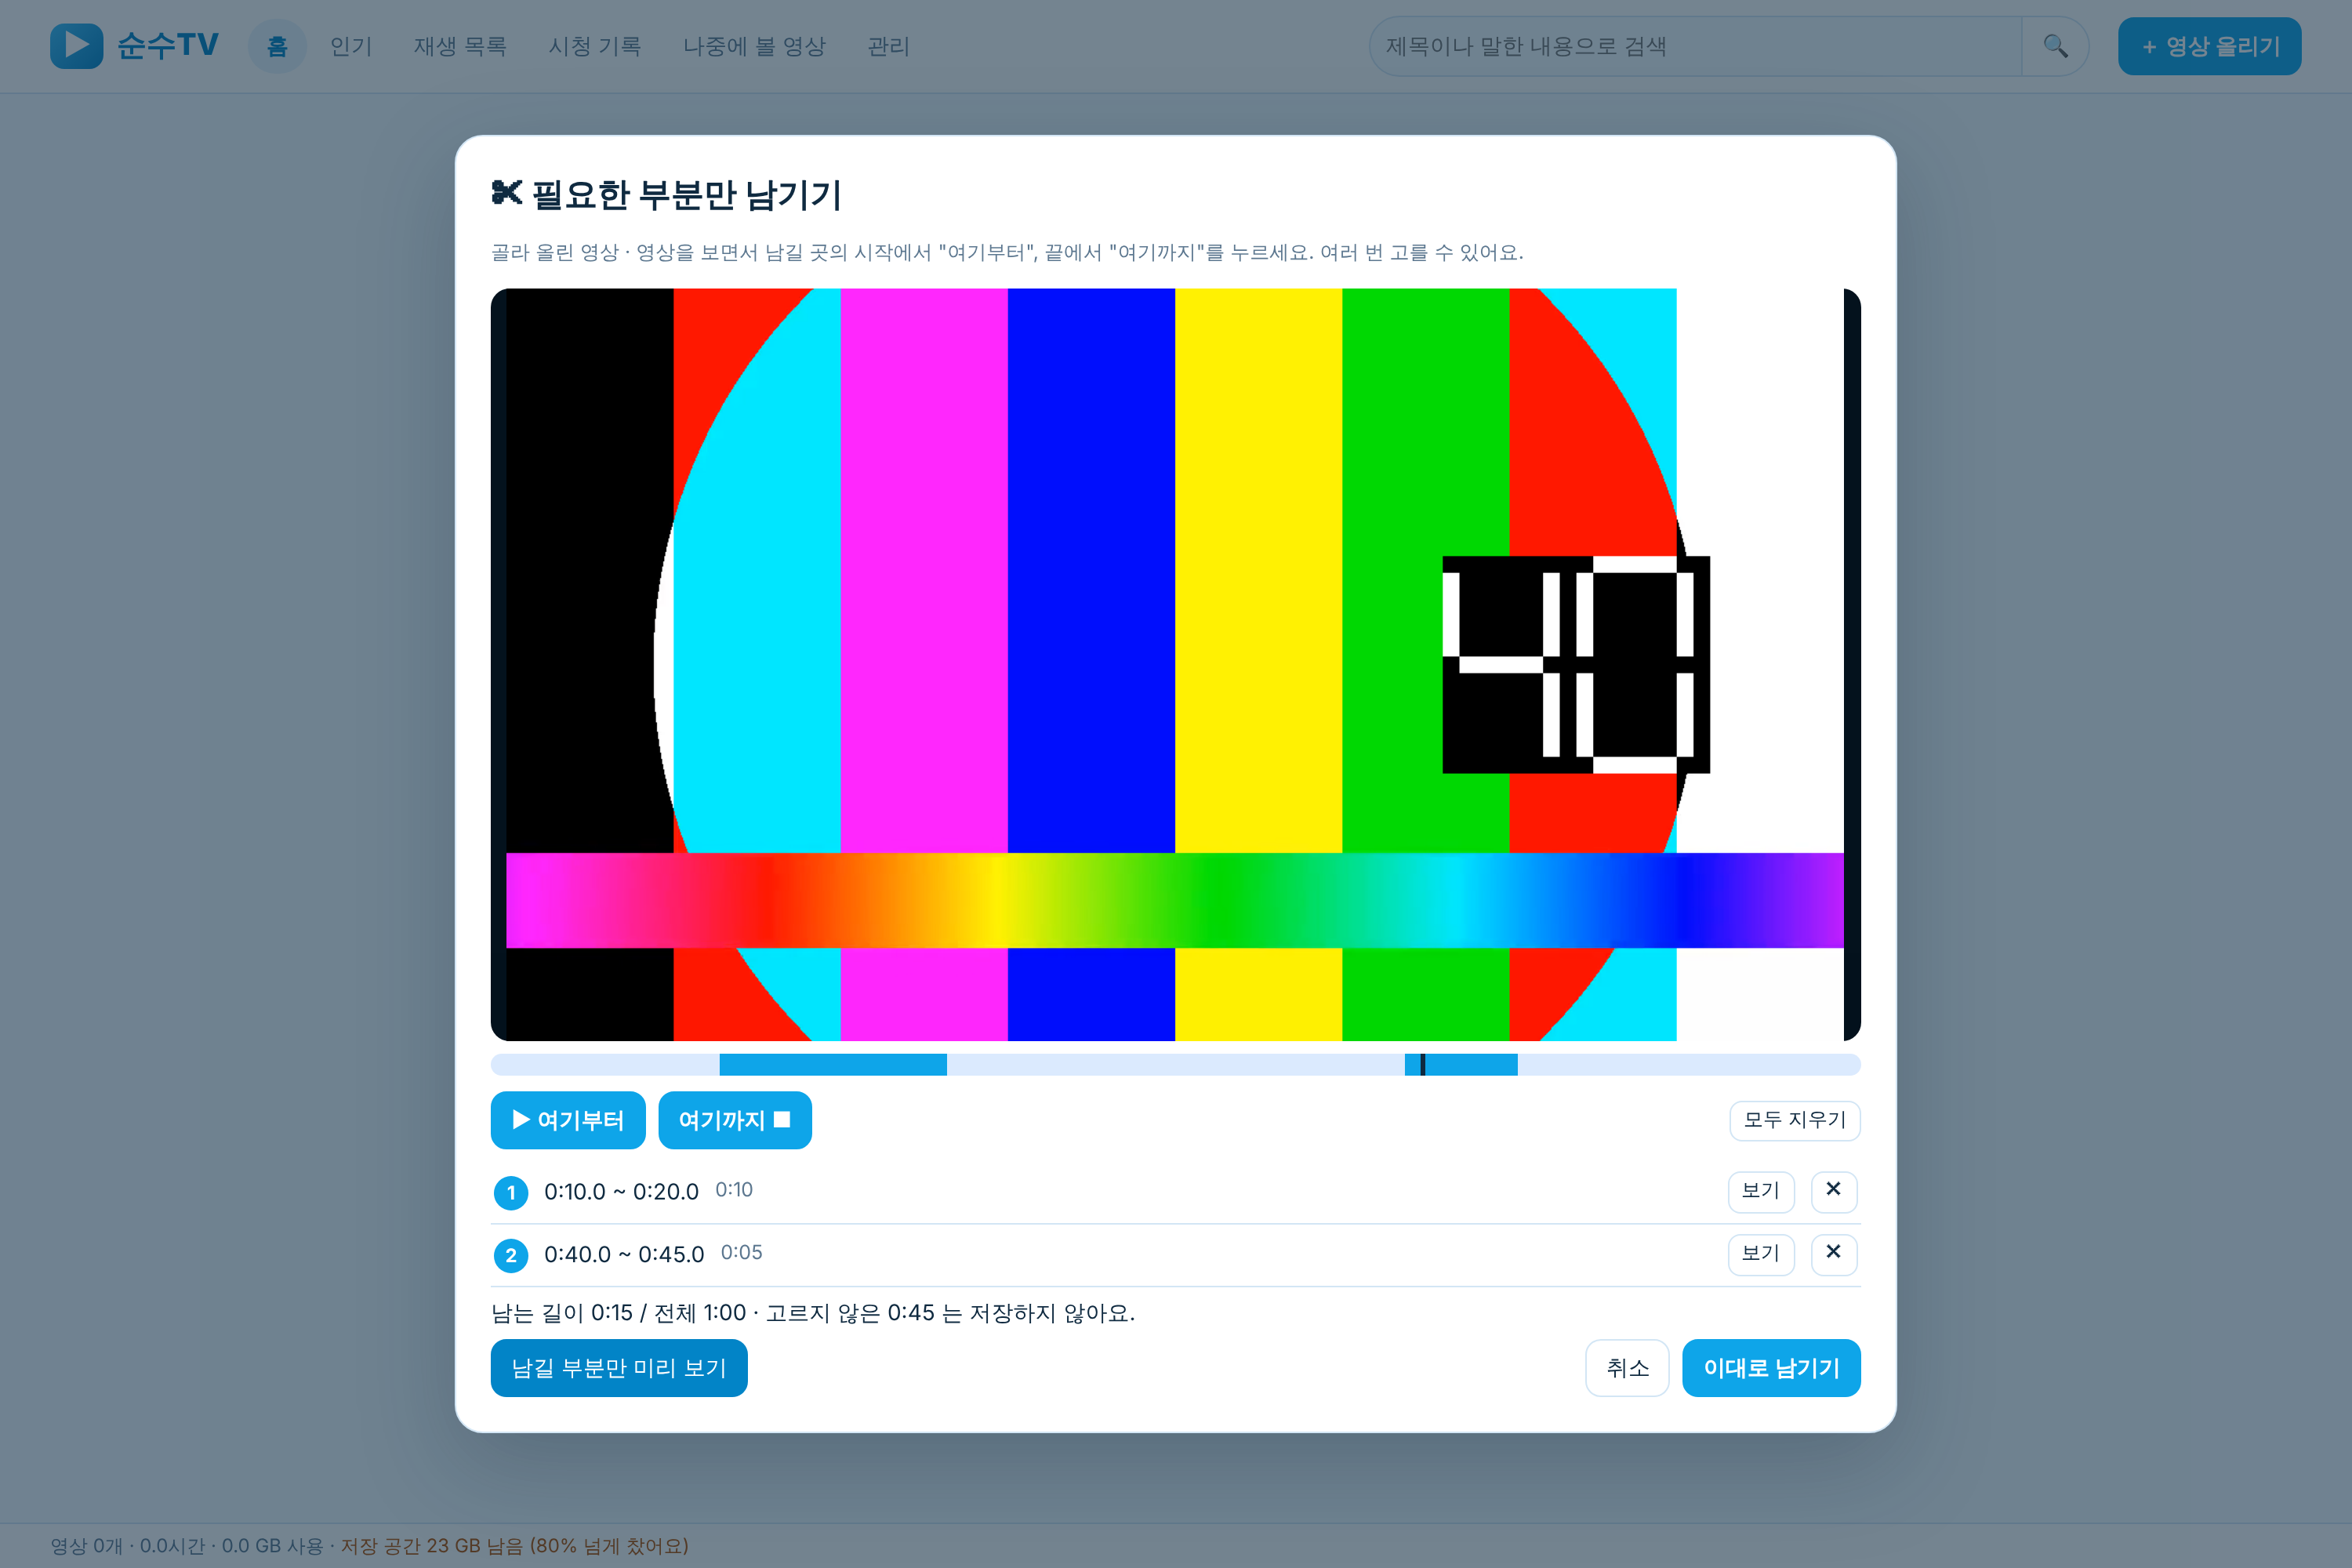 순수TV 홈 인기 재생 목록 시청 기록 나중에 볼 영상 관리 제목이나 말한 내용으로 검색 + 영상 올리기
필요한 부분만 남기기
골라 올린 영상 · 영상을 보면서 남길 곳의 시작에서 "여기부터", 끝에서 "여기까지"를 누르세요. 여러 번 고를 수 있어요.
40
▶ 여기부터 여기까지 ■ 모두 지우기
1 0:10.0 ~ 0:20.0 0:10 보기 ✕
2 0:40.0 ~ 0:45.0 0:05 보기 ✕
남는 길이 0:15 / 전체 1:00 · 고르지 않은 0:45 는 저장하지 않아요.
남길 부분만 미리 보기 취소 이대로 남기기
영상 0개 · 0.0시간 · 0.0 GB 사용 · 저장 공간 23 GB 남음 (80% 넘게 찼어요)